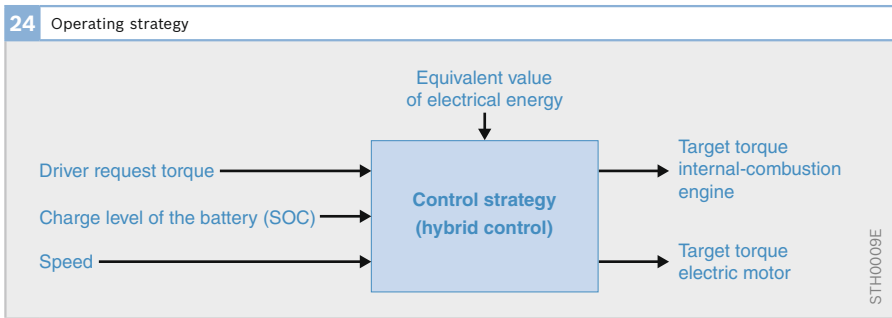 24 Operating strategy
Equivalent value
of electrical energy
Driver request torque
Charge level of the battery (SOC)
Speed
Control strategy
(hybrid control)
Target torque
internal-combustion
engine
Target torque
electric motor
STH0009E